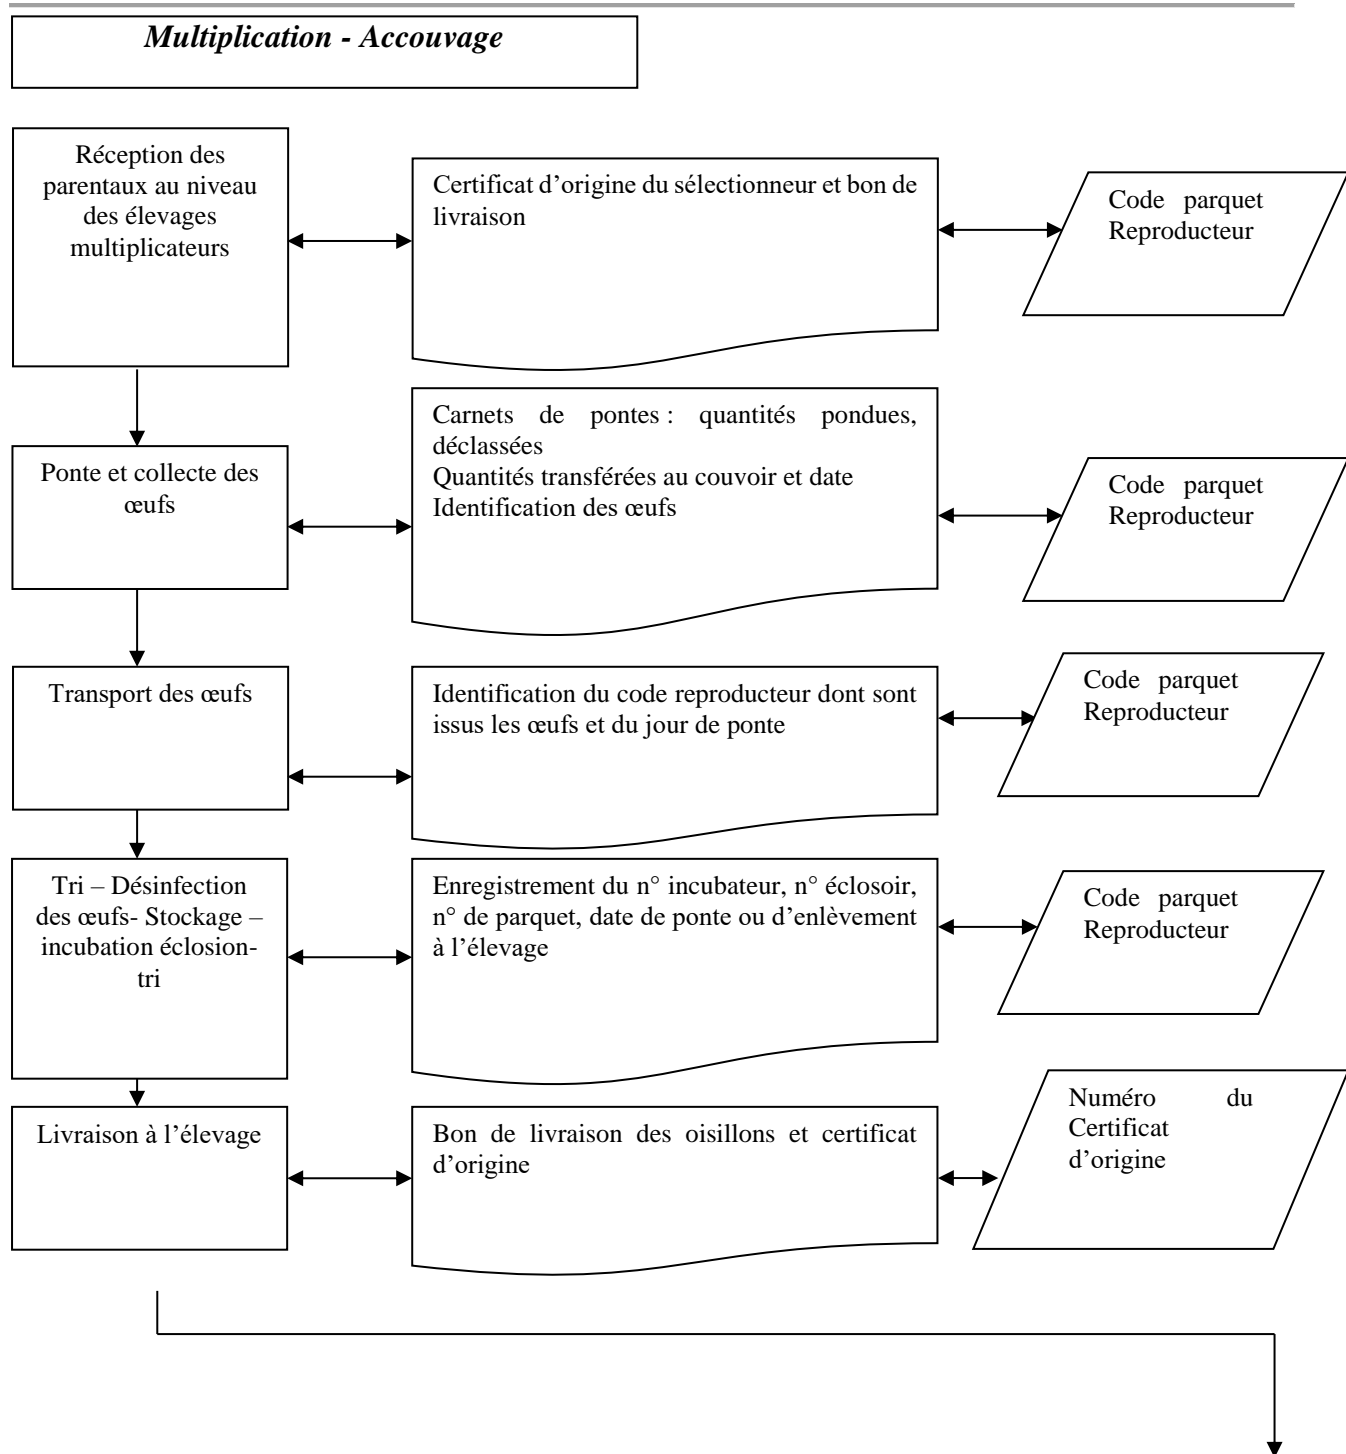 Multiplication - Accouvage
Réception des
parentaux au niveau
des élevages
multiplicateurs
Certificat d’origine du sélectionneur et bon de
livraison
Code parquet
Reproducteur
Ponte et collecte des
œufs
Carnets de pontes : quantités pondues,
déclassées
Quantités transférées au couvoir et date
Identification des œufs
Code parquet
Reproducteur
Transport des œufs
Identification du code reproducteur dont sont
issus les œufs et du jour de ponte
Code parquet
Reproducteur
Tri – Désinfection
des œufs- Stockage –
incubation éclosion-
tri
Enregistrement du n° incubateur, n° éclosoir,
n° de parquet, date de ponte ou d’enlèvement
à l’élevage
Code parquet
Reproducteur
Livraison à l’élevage
Bon de livraison des oisillons et certificat
d’origine
Numéro du
Certificat
d’origine